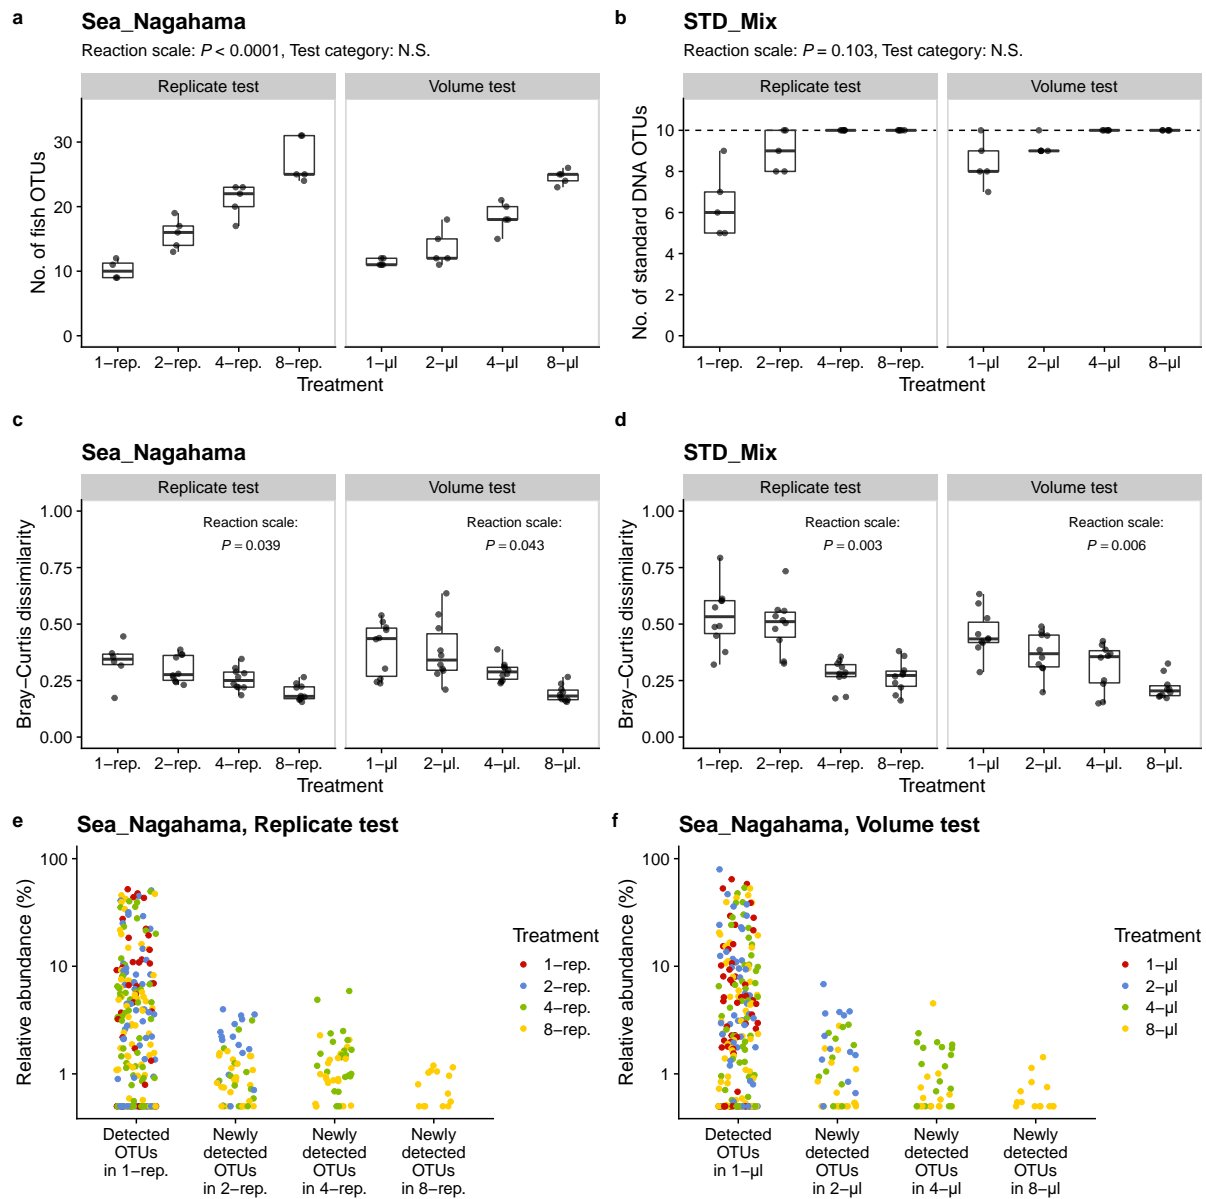 a Sea_Nagahama
Reaction scale: P < 0.0001, Test category: N.S.
Replicate test Volume test
No. of fish OTUs
30
20
10
0
1−rep. 2−rep. 4−rep. 8−rep. 1−µl 2−µl 4−µl 8−µl
Treatment
b STD_Mix
Reaction scale: P = 0.103, Test category: N.S.
Replicate test Volume test
No. of standard DNA OTUs
10
8
6
4
2
0
1−rep. 2−rep. 4−rep. 8−rep. 1−µl 2−µl 4−µl 8−µl
Treatment
c Sea_Nagahama
Replicate test Volume test
Reaction scale: Reaction scale:
P = 0.039 P = 0.043
Bray−Curtis dissimilarity
1.00
0.75
0.50
0.25
0.00
1−rep. 2−rep. 4−rep. 8−rep. 1−µl 2−µl. 4−µl. 8−µl.
Treatment
d STD_Mix
Replicate test Volume test
Reaction scale: Reaction scale:
P = 0.003 P = 0.006
Bray−Curtis dissimilarity
1.00
0.75
0.50
0.25
0.00
1−rep. 2−rep. 4−rep. 8−rep. 1−µl 2−µl. 4−µl. 8−µl.
Treatment
e Sea_Nagahama, Replicate test
Relative abundance (%)
100
10
1
Detected Newly Newly Newly
OTUs detected detected detected
in 1−rep. OTUs OTUs OTUs
in 2−rep. in 4−rep. in 8−rep.
Treatment
1−rep.
2−rep.
4−rep.
8−rep.
f Sea_Nagahama, Volume test
Relative abundance (%)
100
10
1
Detected Newly Newly Newly
OTUs detected detected detected
in 1−µl OTUs OTUs OTUs
in 2−µl in 4−µl in 8−µl
Treatment
1−µl
2−µl
4−µl
8−µl